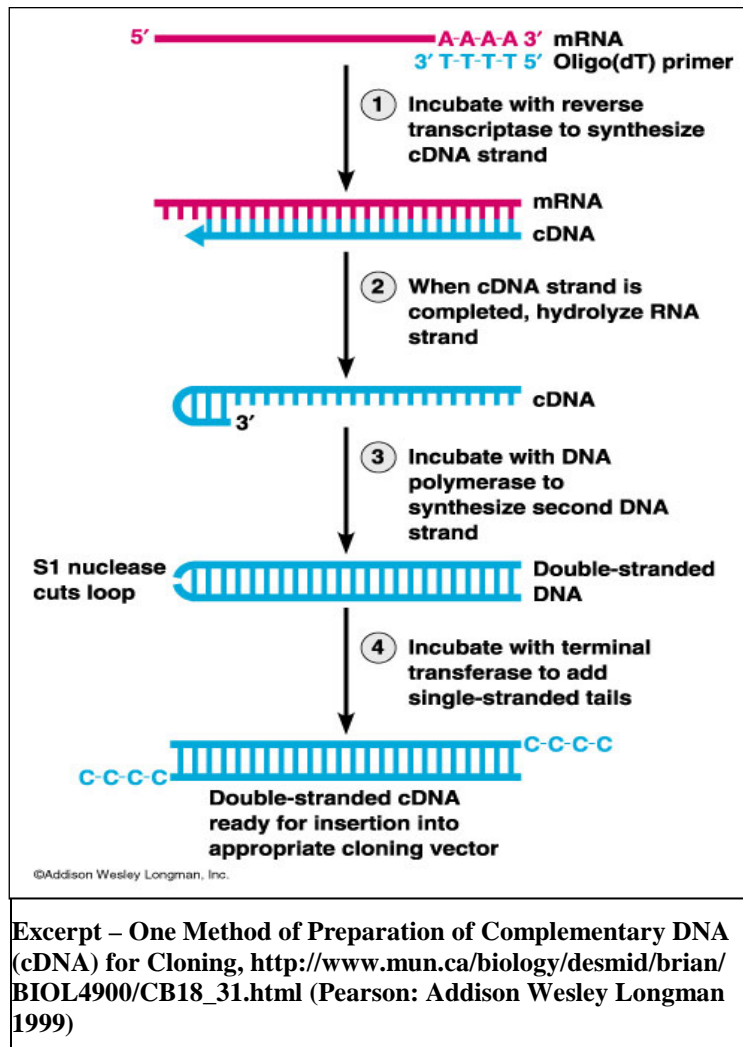 5′ A-A-A-A 3′ mRNA
3′ T-T-T-T 5′ Oligo(dT) primer
1 Incubate with reverse
transcriptase to synthesize
cDNA strand
mRNA
cDNA
2 When cDNA strand is
completed, hydrolyze RNA
strand
cDNA
3′
3 Incubate with DNA
polymerase to
synthesize second DNA
strand
S1 nuclease
cuts loop
Double-stranded
DNA
4 Incubate with terminal
transferase to add
single-stranded tails
C-C-C-C
C-C-C-C
Double-stranded cDNA
ready for insertion into
appropriate cloning vector
©Addison Wesley Longman, Inc.
Excerpt – One Method of Preparation of Complementary DNA
(cDNA) for Cloning, http://www.mun.ca/biology/desmid/brian/
BIOL4900/CB18_31.html (Pearson: Addison Wesley Longman
1999)